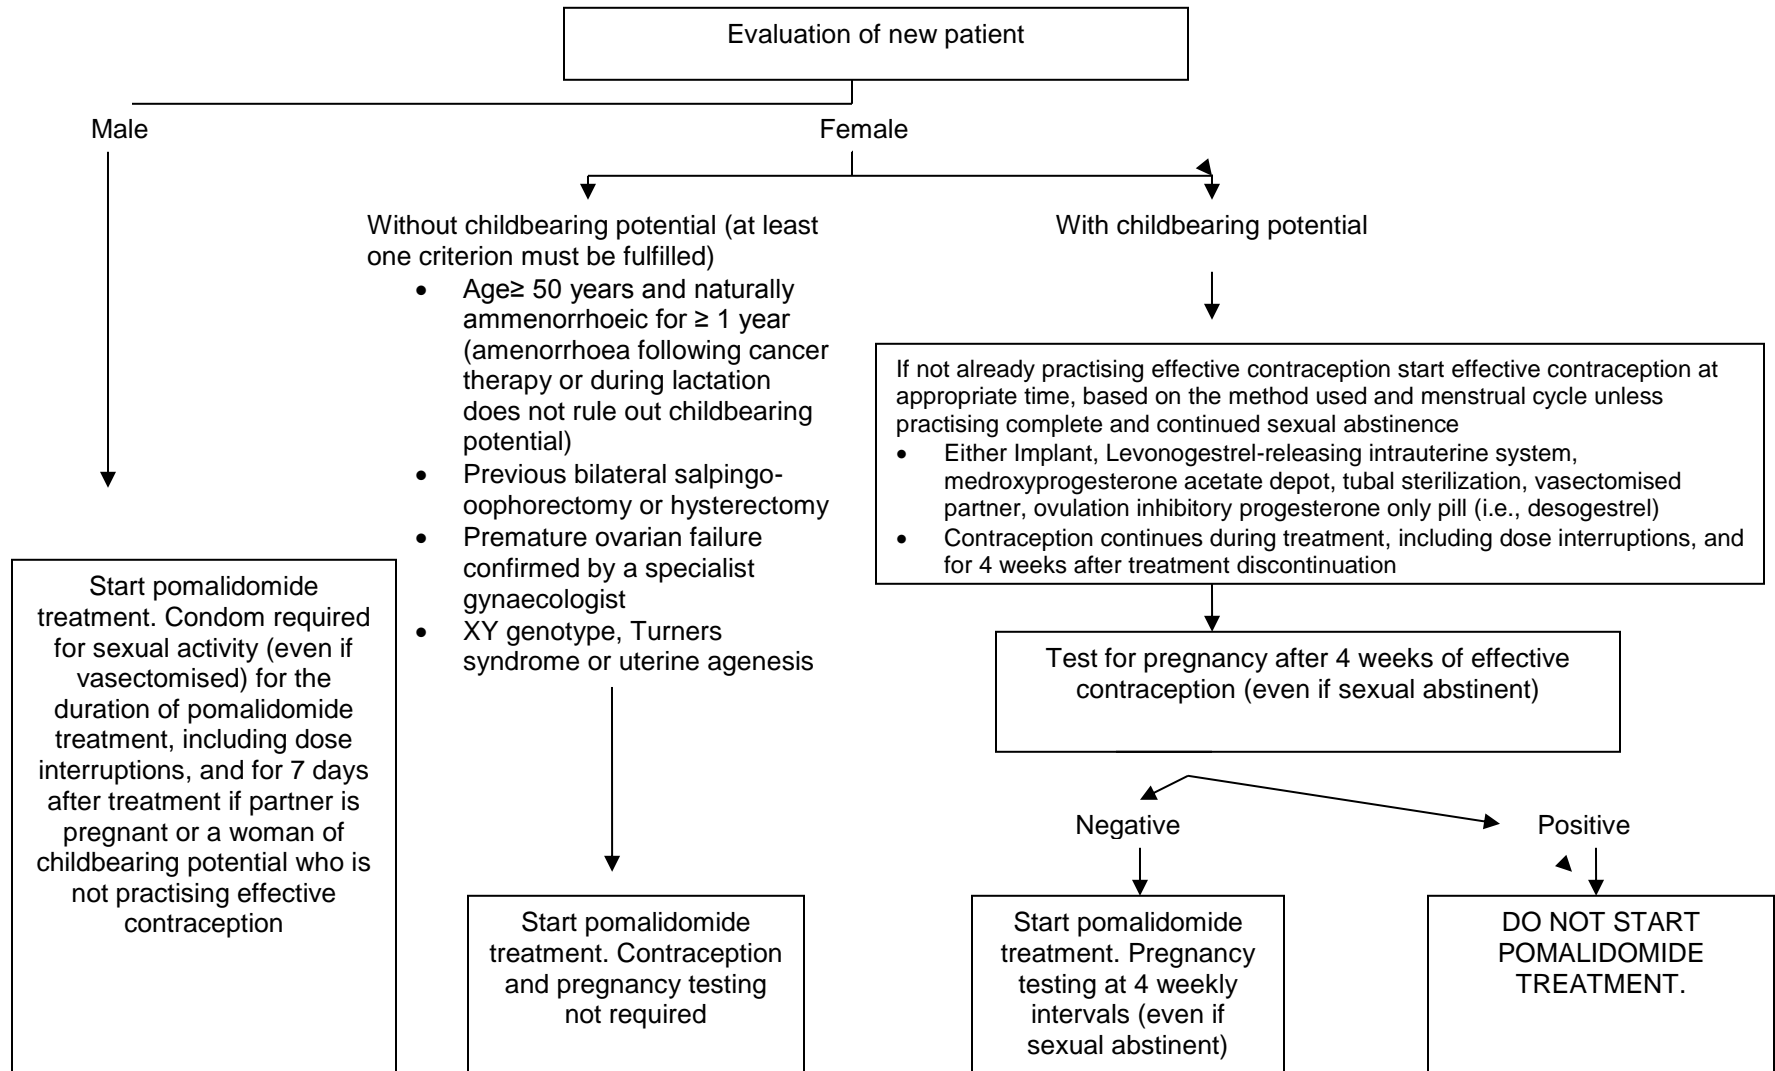 Evaluation of new patient
Male
Female
Without childbearing potential (at least
one criterion must be fulfilled)
• Age≥ 50 years and naturally
ammenorrhoeic for ≥ 1 year
(amenorrhoea following cancer
therapy or during lactation
does not rule out childbearing
potential)
• Previous bilateral salpingo-
oophorectomy or hysterectomy
• Premature ovarian failure
confirmed by a specialist
gynaecologist
• XY genotype, Turners
syndrome or uterine agenesis
With childbearing potential
If not already practising effective contraception start effective contraception at
appropriate time, based on the method used and menstrual cycle unless
practising complete and continued sexual abstinence
• Either Implant, Levonogestrel-releasing intrauterine system,
medroxyprogesterone acetate depot, tubal sterilization, vasectomised
partner, ovulation inhibitory progesterone only pill (i.e., desogestrel)
• Contraception continues during treatment, including dose interruptions, and
for 4 weeks after treatment discontinuation
Start pomalidomide
treatment. Condom required
for sexual activity (even if
vasectomised) for the
duration of pomalidomide
treatment, including dose
interruptions, and for 7 days
after treatment if partner is
pregnant or a woman of
childbearing potential who is
not practising effective
contraception
Test for pregnancy after 4 weeks of effective
contraception (even if sexual abstinent)
Negative
Positive
Start pomalidomide
treatment. Contraception
and pregnancy testing
not required
Start pomalidomide
treatment. Pregnancy
testing at 4 weekly
intervals (even if
sexual abstinent)
DO NOT START
POMALIDOMIDE
TREATMENT.